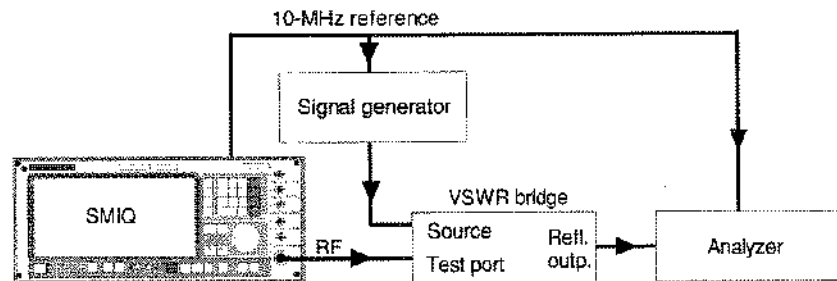 10-MHz reference
Signal generator
VSWR bridge
SMIQ
Source
Refl.
outp.
Analyzer
RF
Test port